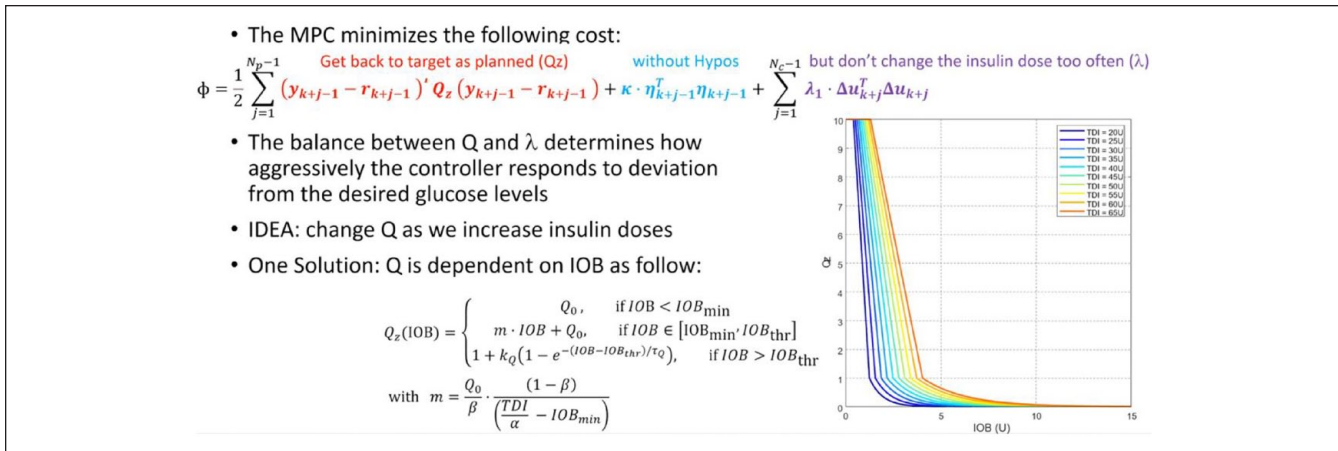 • The MPC minimizes the following cost:
Get back to target as planned (Qz) without Hypos but don't change the insulin dose too often (λ)
ϕ = 1/2 ∑_{j=1}^{N_p−1} (y_{k+j−1} − r_{k+j−1})′ Q_z (y_{k+j−1} − r_{k+j−1}) + κ · η^T_{k+j−1} η_{k+j−1} + ∑_{j=1}^{N_c−1} λ_1 · Δu^T_{k+j} Δu_{k+j}
• The balance between Q and λ determines how
aggressively the controller responds to deviation
from the desired glucose levels
• IDEA: change Q as we increase insulin doses
• One Solution: Q is dependent on IOB as follow:
Q_z(IOB) = {
Q_0, if IOB < IOB_min
m · IOB + Q_0, if IOB ∈ [IOB_min, IOB_thr]
1 + k_Q(1 − e^{−(IOB−IOB_thr)/τ_Q}), if IOB > IOB_thr
with m = Q_0/β · (1 − β)/(TDI/α − IOB_min)
TDI = 20U
TDI = 25U
TDI = 30U
TDI = 35U
TDI = 40U
TDI = 45U
TDI = 50U
TDI = 55U
TDI = 60U
TDI = 65U
10
9
8
7
6
5
4
3
2
1
0
Qz
0 5 10 15
IOB (U)